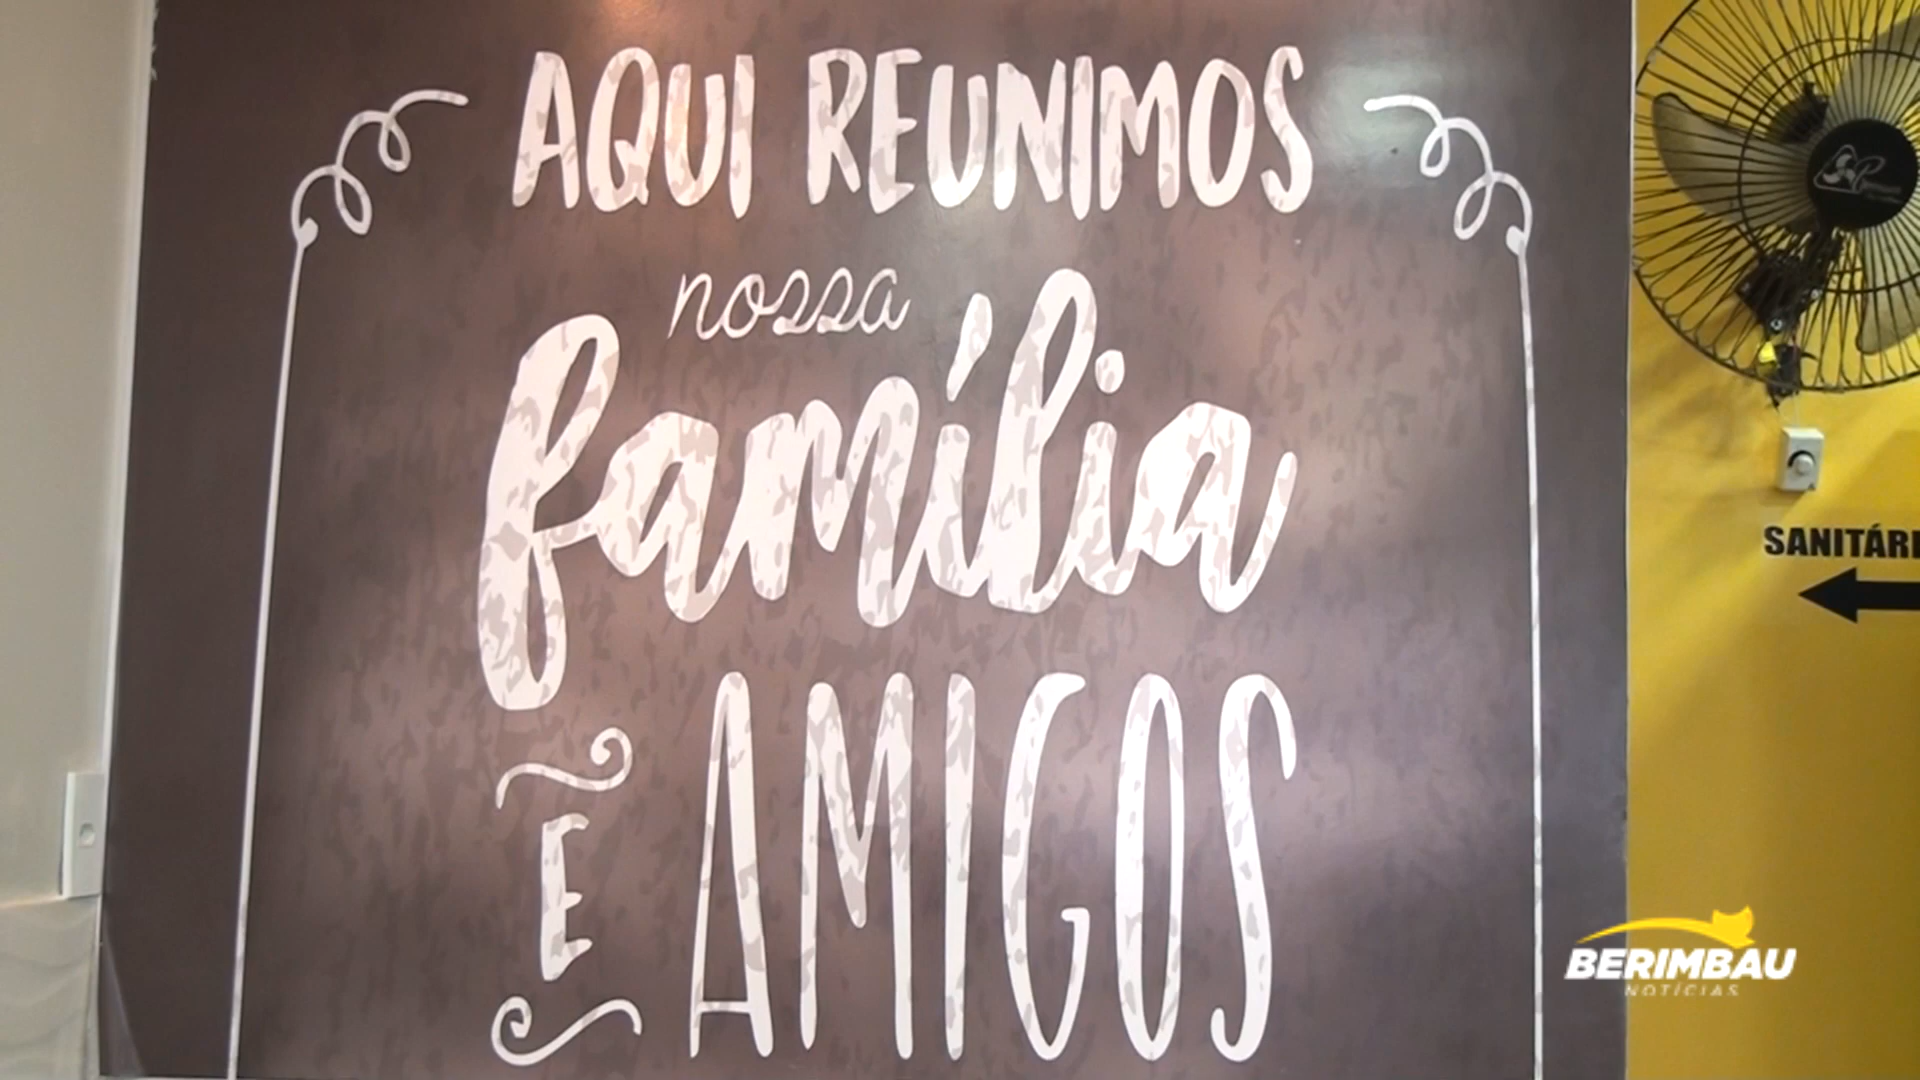 AQUI REUNIMOS
nossa
família
E AMIGOS
SANITÁRI
BERIMBAU
NOTÍCIAS